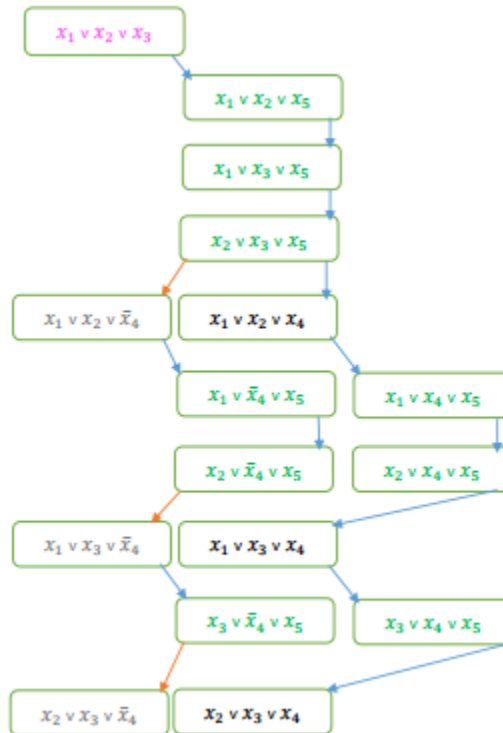 x₁ ∨ x₂ ∨ x₃
x₁ ∨ x₂ ∨ x₅
x₁ ∨ x₃ ∨ x₅
x₂ ∨ x₃ ∨ x₅
x₁ ∨ x₂ ∨ x̄₄ x₁ ∨ x₂ ∨ x₄
x₁ ∨ x̄₄ ∨ x₅ x₁ ∨ x₄ ∨ x₅
x₂ ∨ x̄₄ ∨ x₅ x₂ ∨ x₄ ∨ x₅
x₁ ∨ x₃ ∨ x̄₄ x₁ ∨ x₃ ∨ x₄
x₃ ∨ x̄₄ ∨ x₅ x₃ ∨ x₄ ∨ x₅
x₂ ∨ x₃ ∨ x̄₄ x₂ ∨ x₃ ∨ x₄